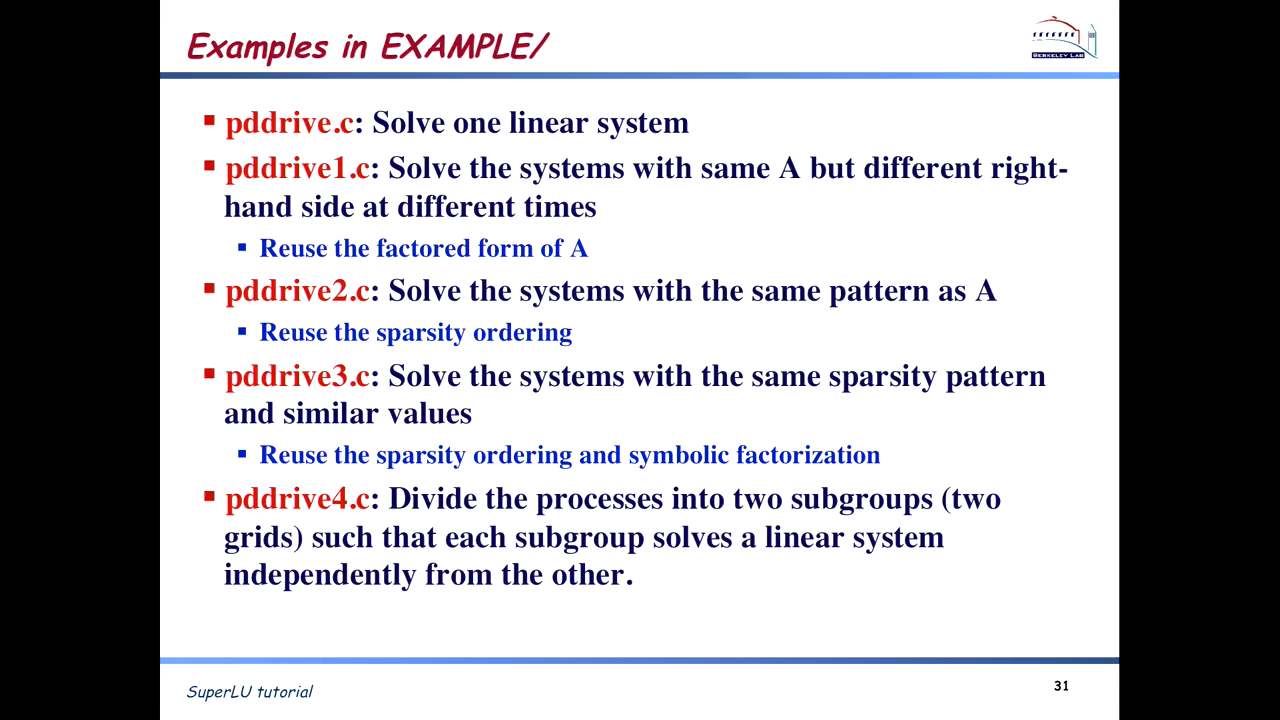 Examples in EXAMPLE/
BERKELEY LAB
▪ pddrive.c: Solve one linear system
▪ pddrive1.c: Solve the systems with same A but different right-
hand side at different times
▪ Reuse the factored form of A
▪ pddrive2.c: Solve the systems with the same pattern as A
▪ Reuse the sparsity ordering
▪ pddrive3.c: Solve the systems with the same sparsity pattern
and similar values
▪ Reuse the sparsity ordering and symbolic factorization
▪ pddrive4.c: Divide the processes into two subgroups (two
grids) such that each subgroup solves a linear system
independently from the other.
SuperLU tutorial
31